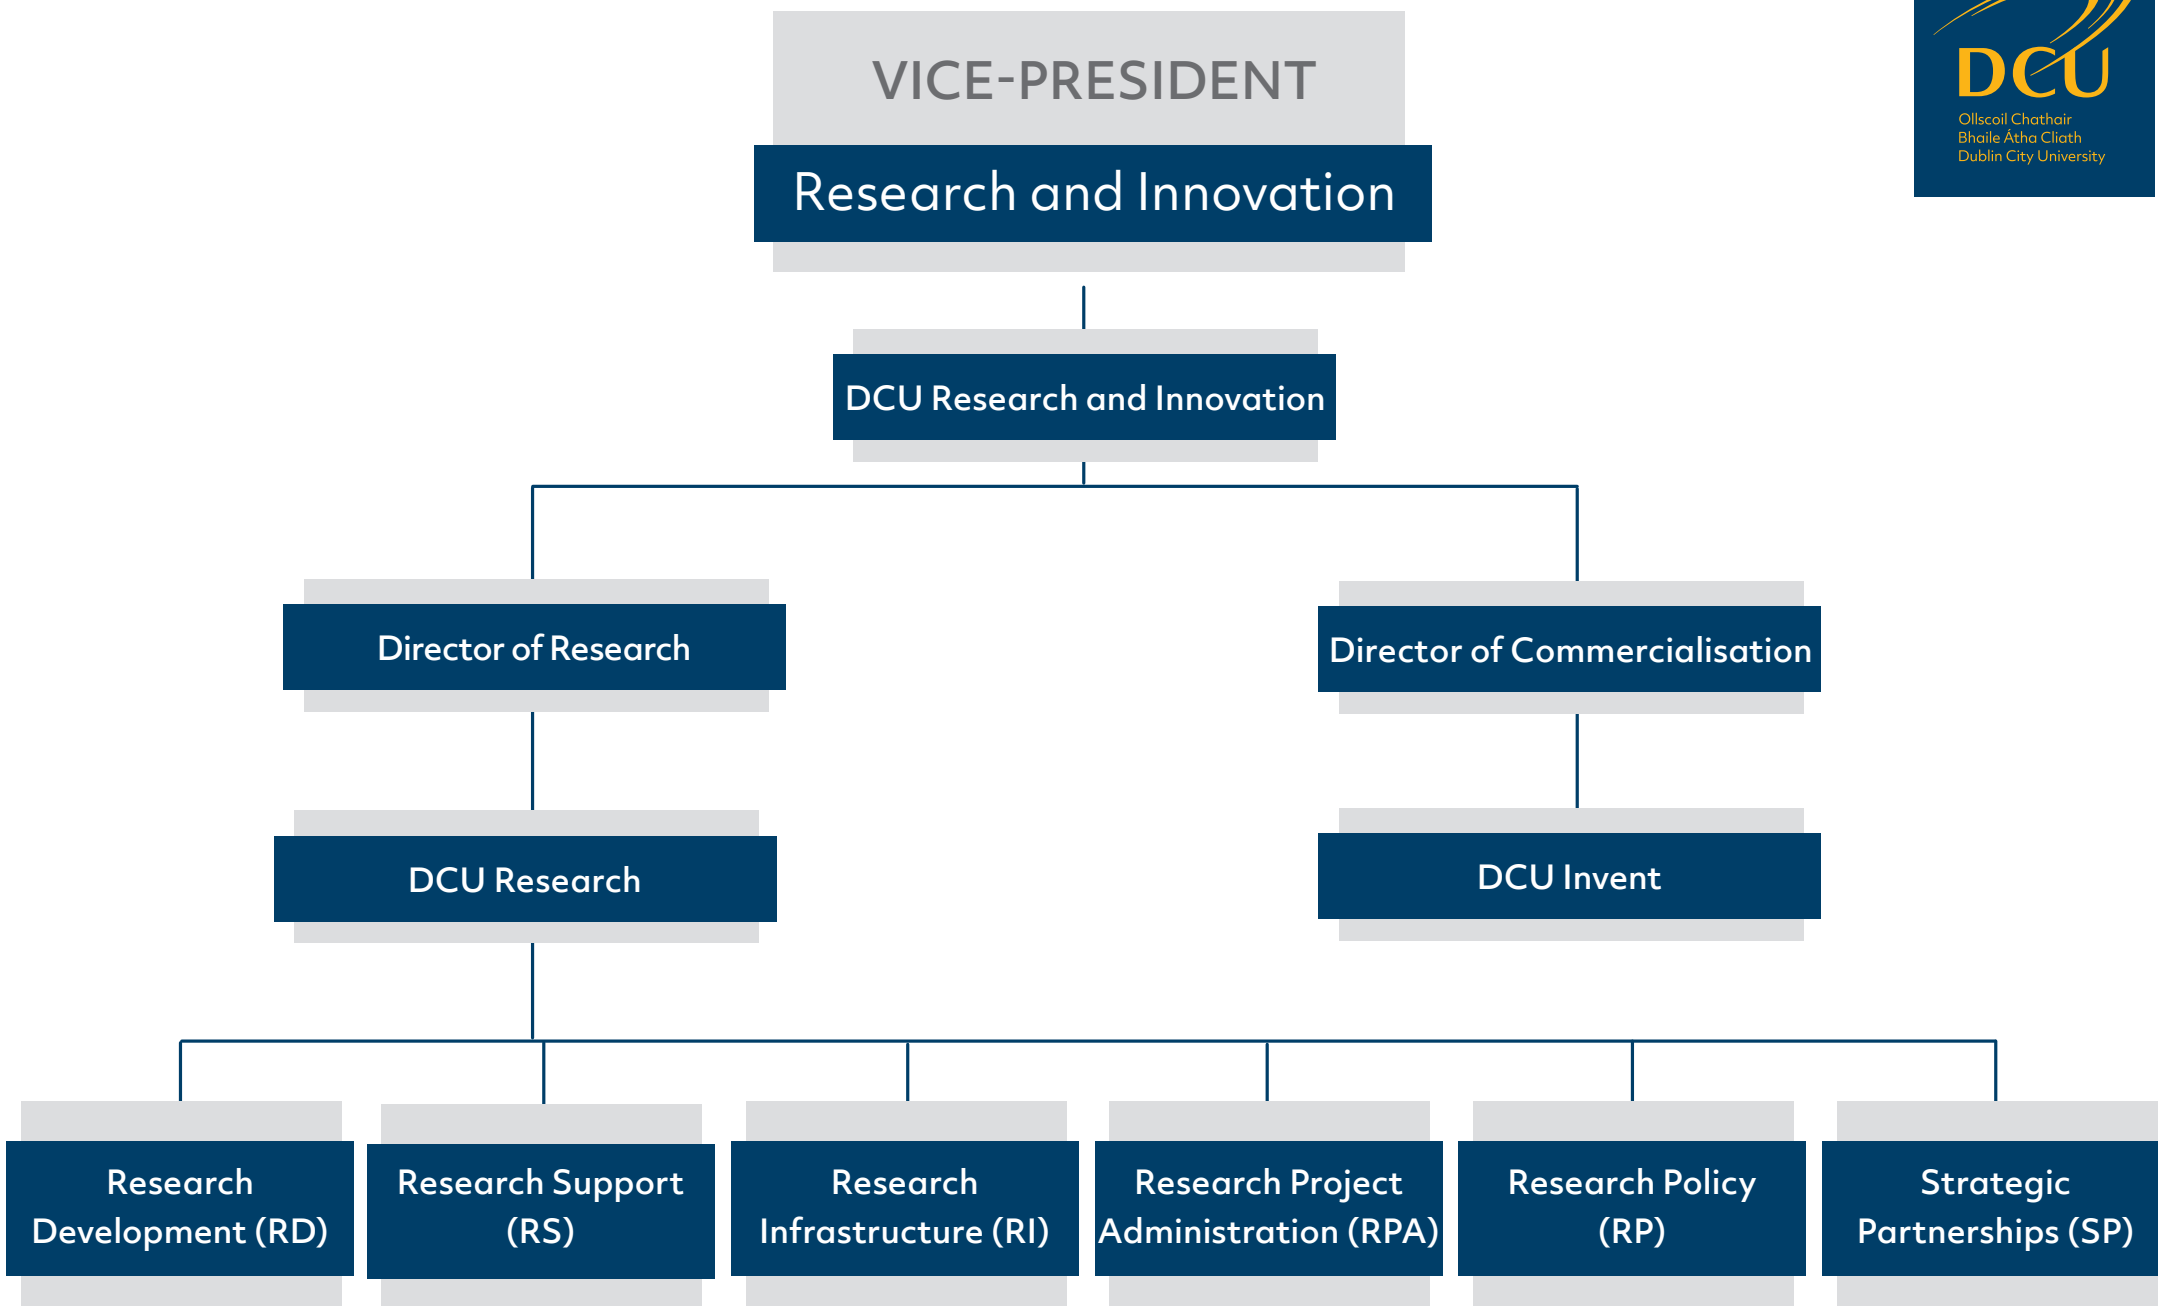 VICE-PRESIDENT
Research and Innovation
DCU
Ollscoil Chathair
Bhaile Átha Cliath
Dublin City University
DCU Research and Innovation
Director of Research
Director of Commercialisation
DCU Research
DCU Invent
Research
Development (RD)
Research Support
(RS)
Research
Infrastructure (RI)
Research Project
Administration (RPA)
Research Policy
(RP)
Strategic
Partnerships (SP)